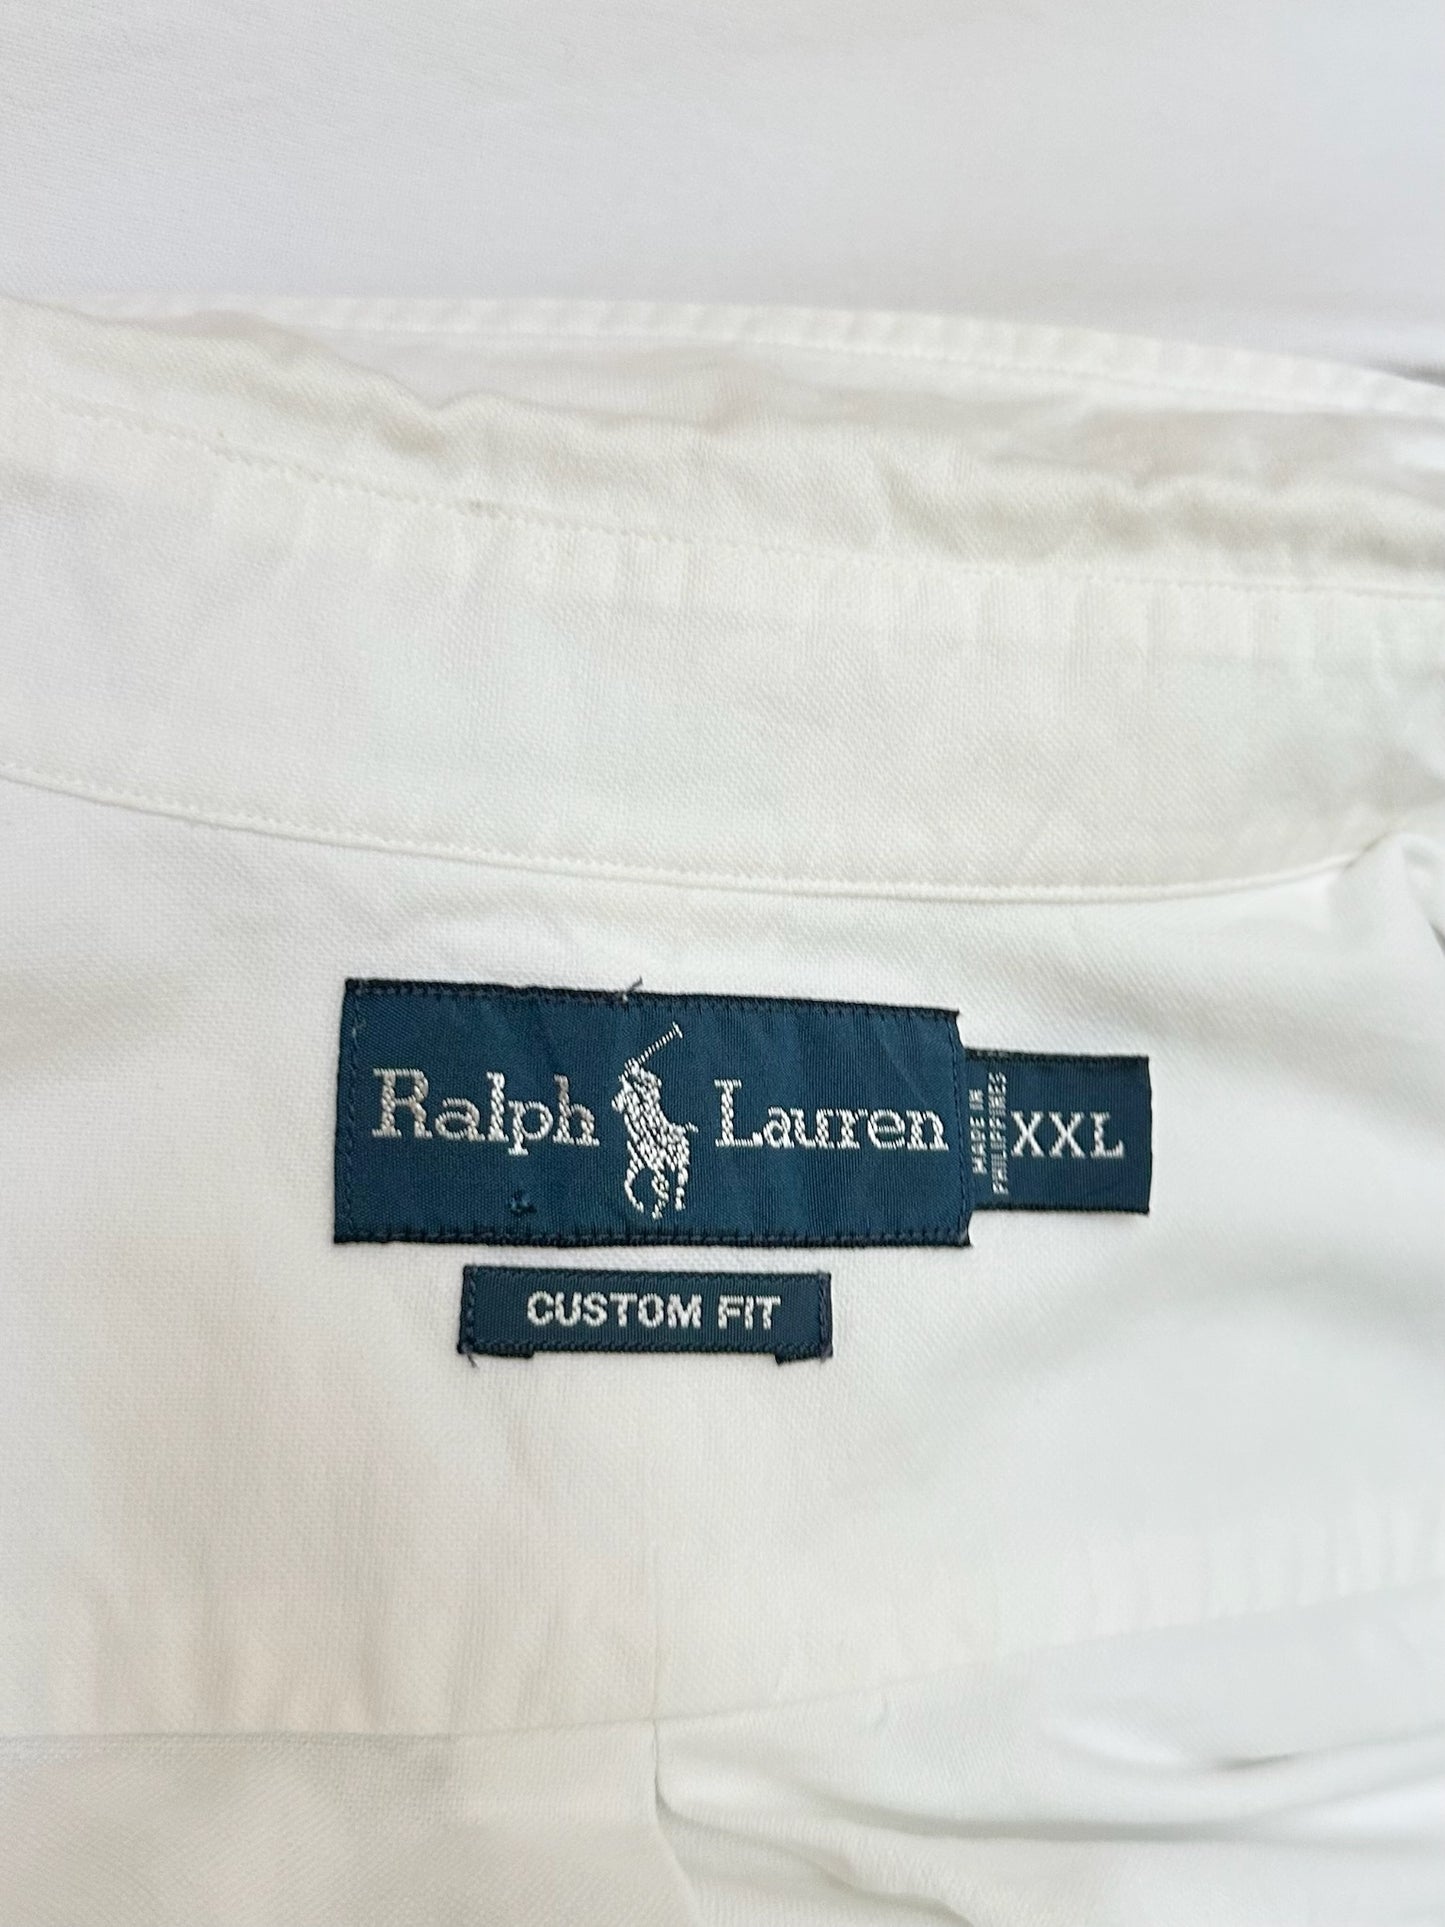 Ralph Lauren
MADE IN
PHILIPPINES
XXL
CUSTOM FIT